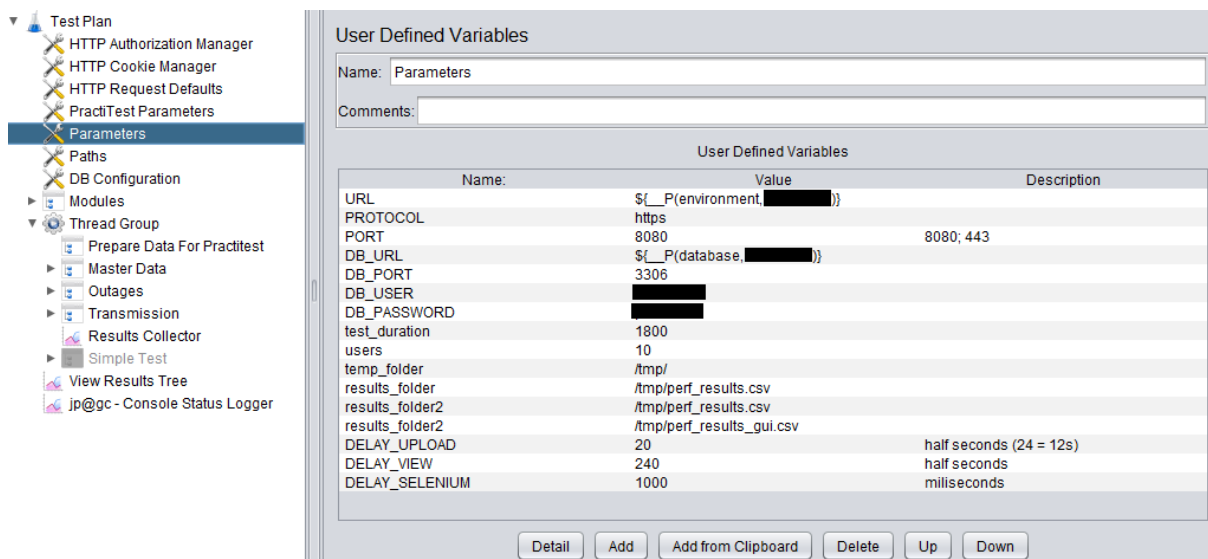 Test Plan
HTTP Authorization Manager
HTTP Cookie Manager
HTTP Request Defaults
PractiTest Parameters
Parameters
Paths
DB Configuration
Modules
Thread Group
Prepare Data For Practitest
Master Data
Outages
Transmission
Results Collector
Simple Test
View Results Tree
jp@gc - Console Status Logger
User Defined Variables
Name: Parameters
Comments:
User Defined Variables
Name: Value Description
URL ${__P(environment, )}
PROTOCOL https
PORT 8080 8080; 443
DB_URL ${__P(database, )}
DB_PORT 3306
DB_USER
DB_PASSWORD
test_duration 1800
users 10
temp_folder /tmp/
results_folder /tmp/perf_results.csv
results_folder2 /tmp/perf_results.csv
results_folder2 /tmp/perf_results_gui.csv
DELAY_UPLOAD 20 half seconds (24 = 12s)
DELAY_VIEW 240 half seconds
DELAY_SELENIUM 1000 miliseconds
Detail Add Add from Clipboard Delete Up Down